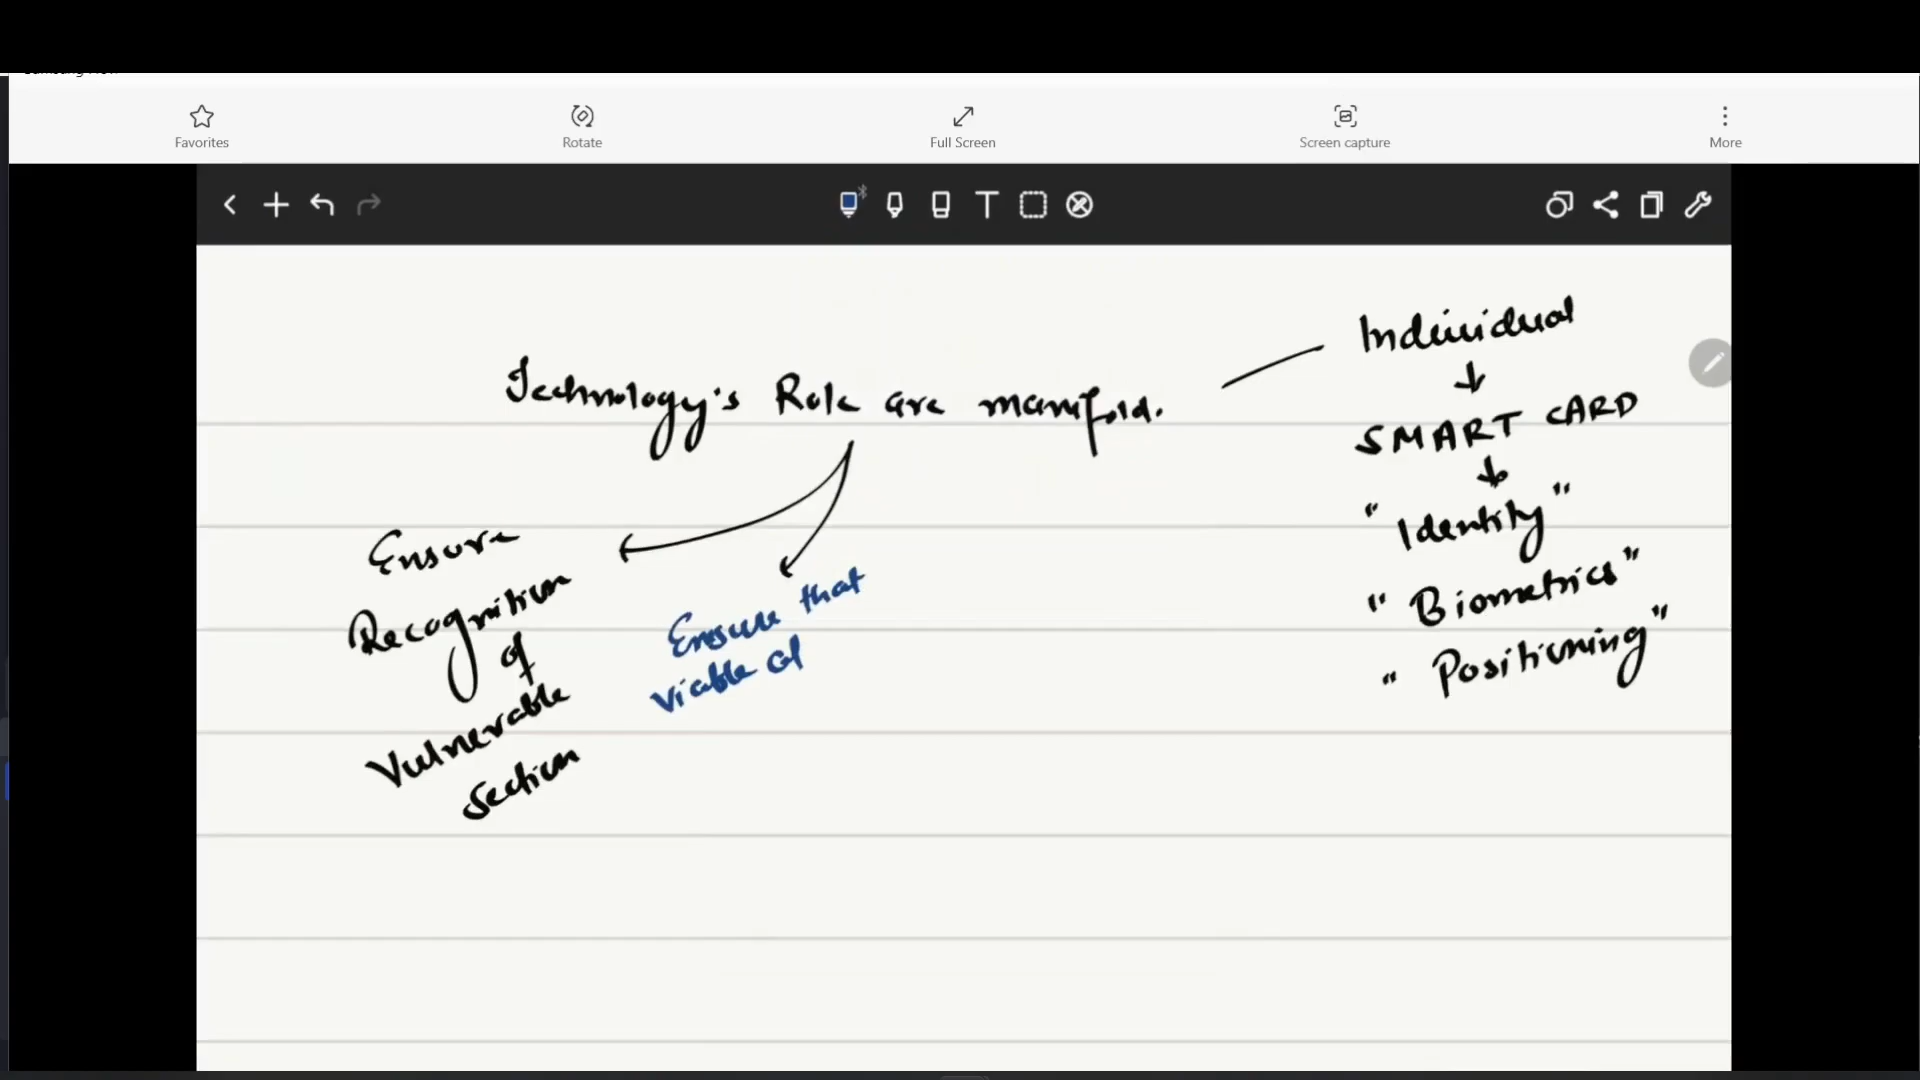 Favorites
Rotate
Full Screen
Screen capture
More
T
Technology's Role are manifold.
Ensure
Recognition
of
Vulnerable
Section
Ensure that
viable
Individual
SMART CARD
"Identity"
"Biometrics"
"Positioning"